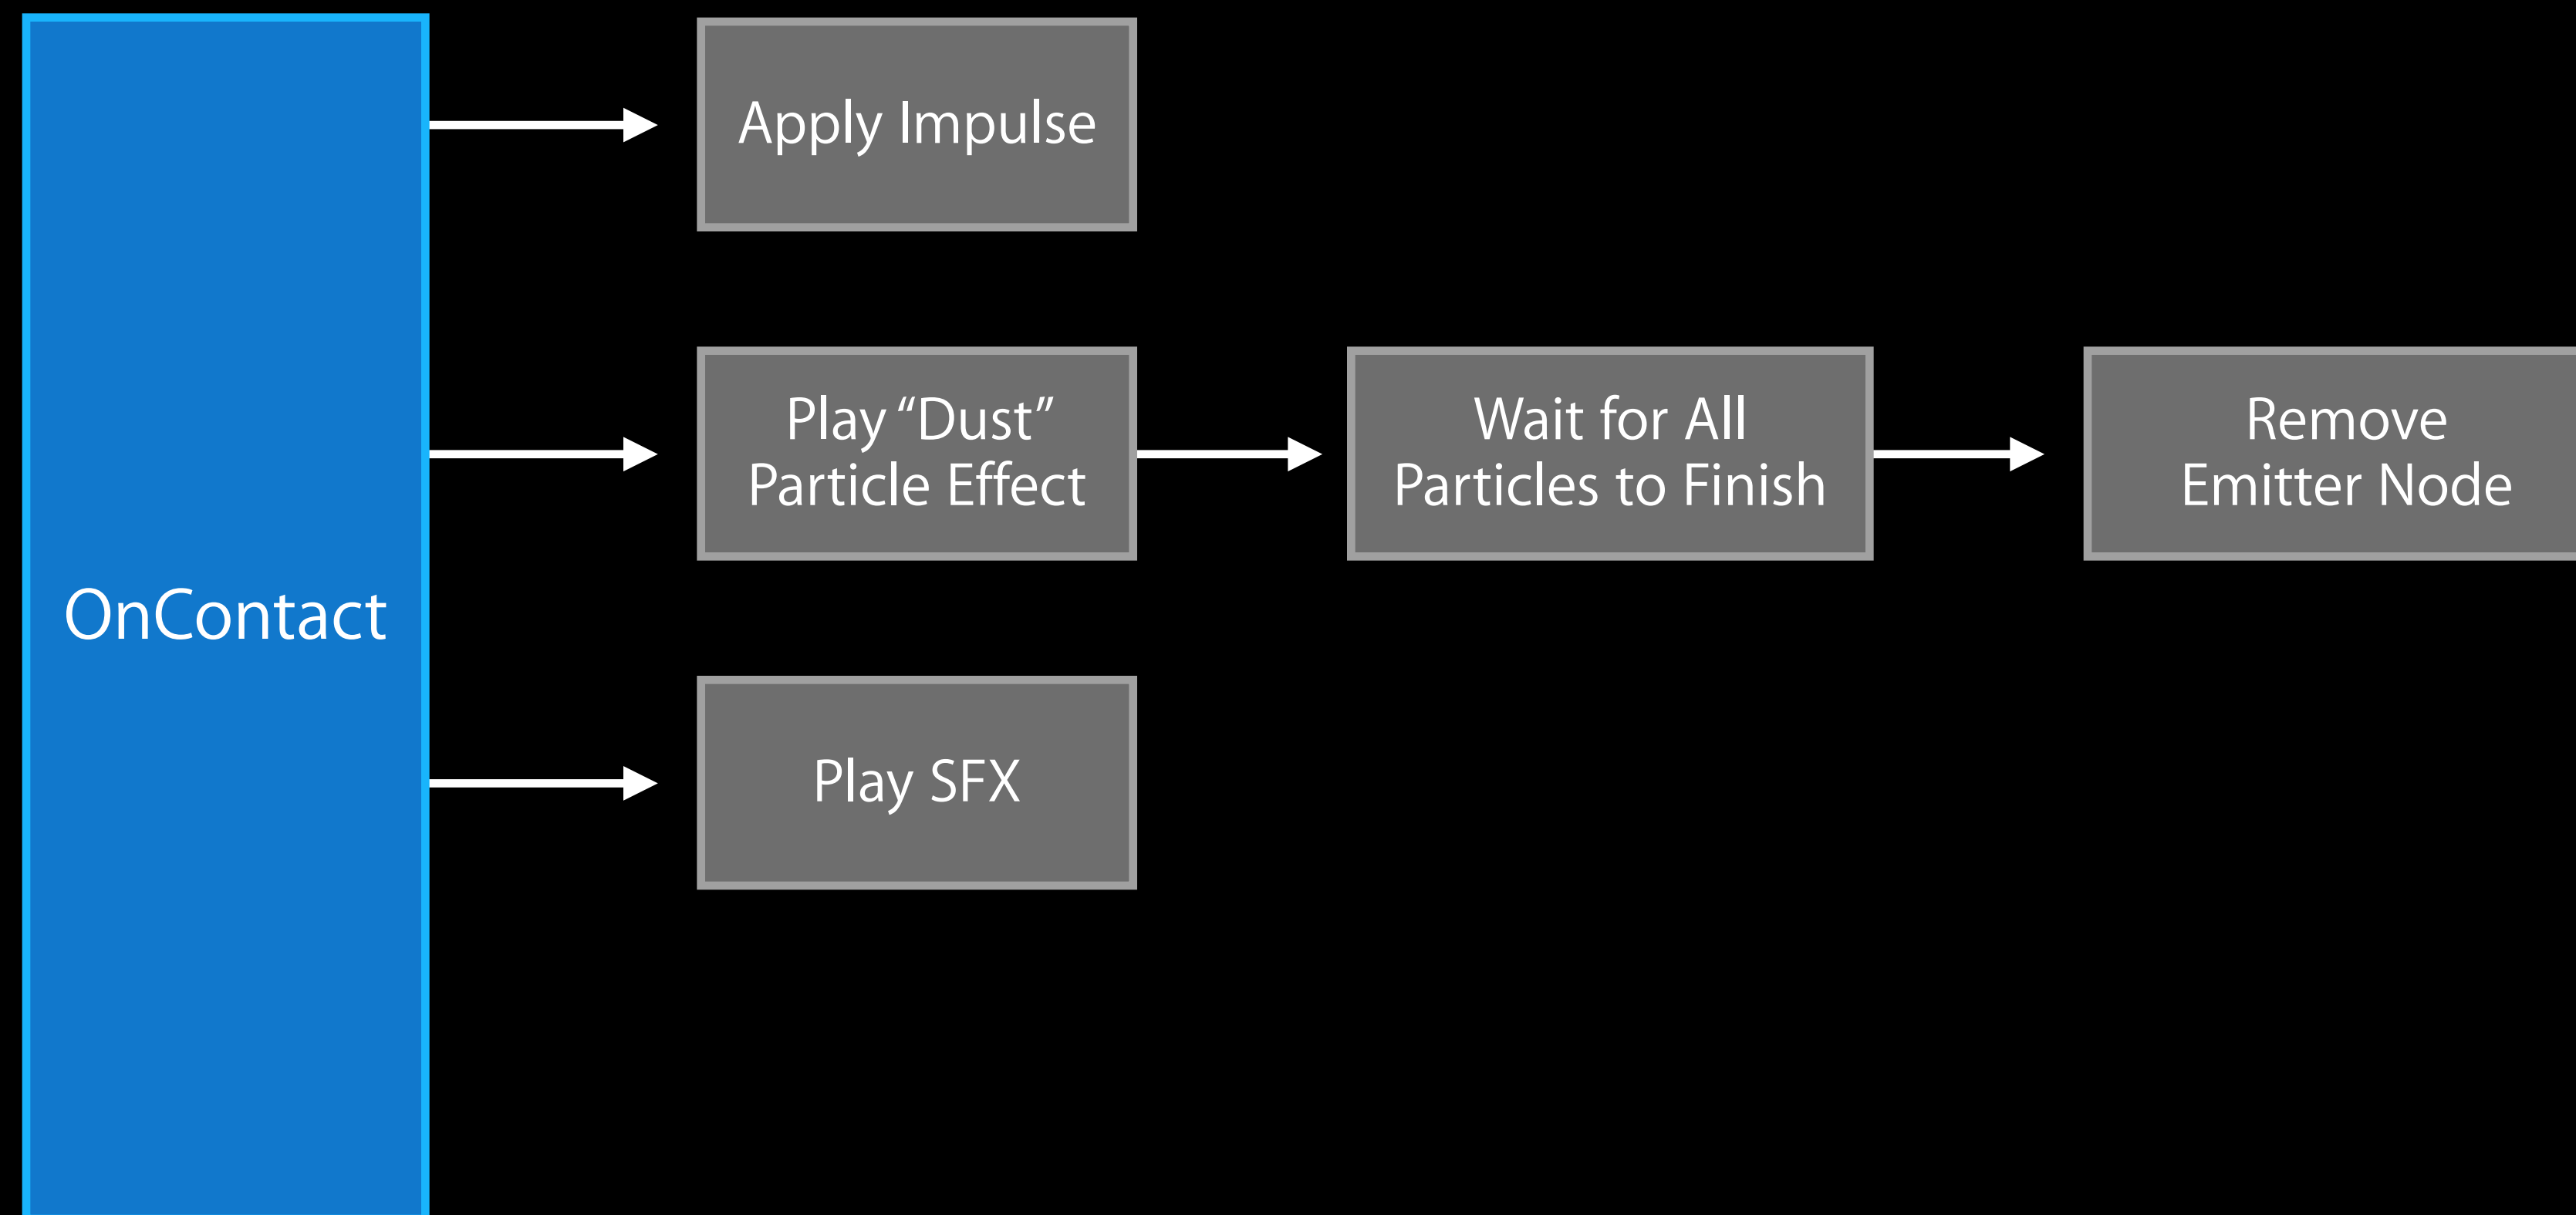 OnContact
Apply Impulse
Play “Dust”
Particle Effect
Wait for All
Particles to Finish
Remove
Emitter Node
Play SFX